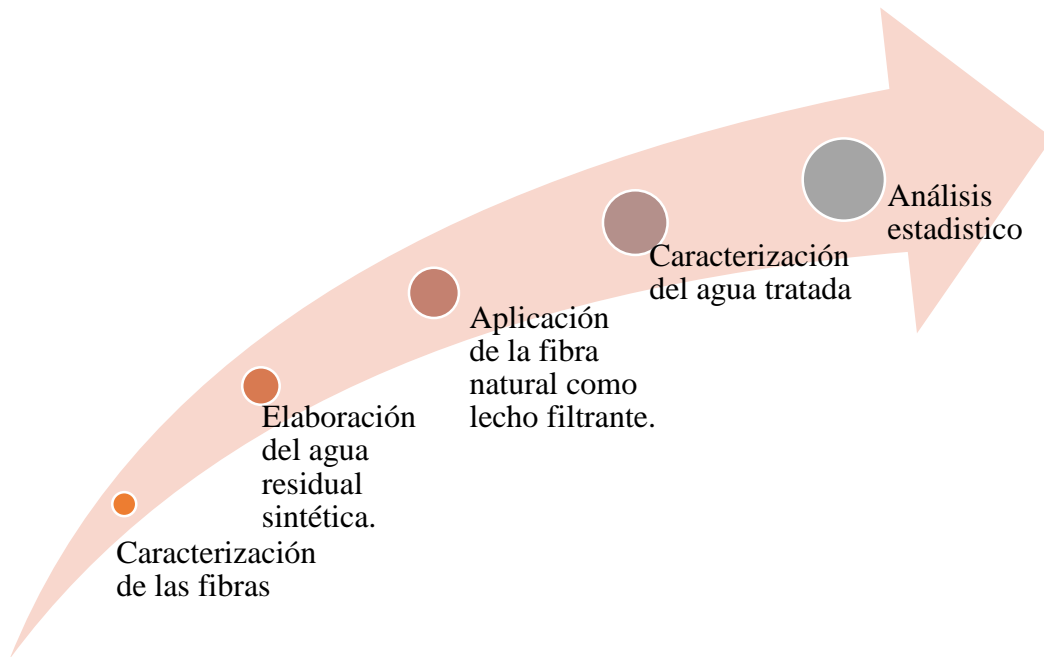 Caracterización
de las fibras
Elaboración
del agua
residual
sintética.
Aplicación
de la fibra
natural como
lecho filtrante.
Caracterización
del agua tratada
Análisis
estadistico